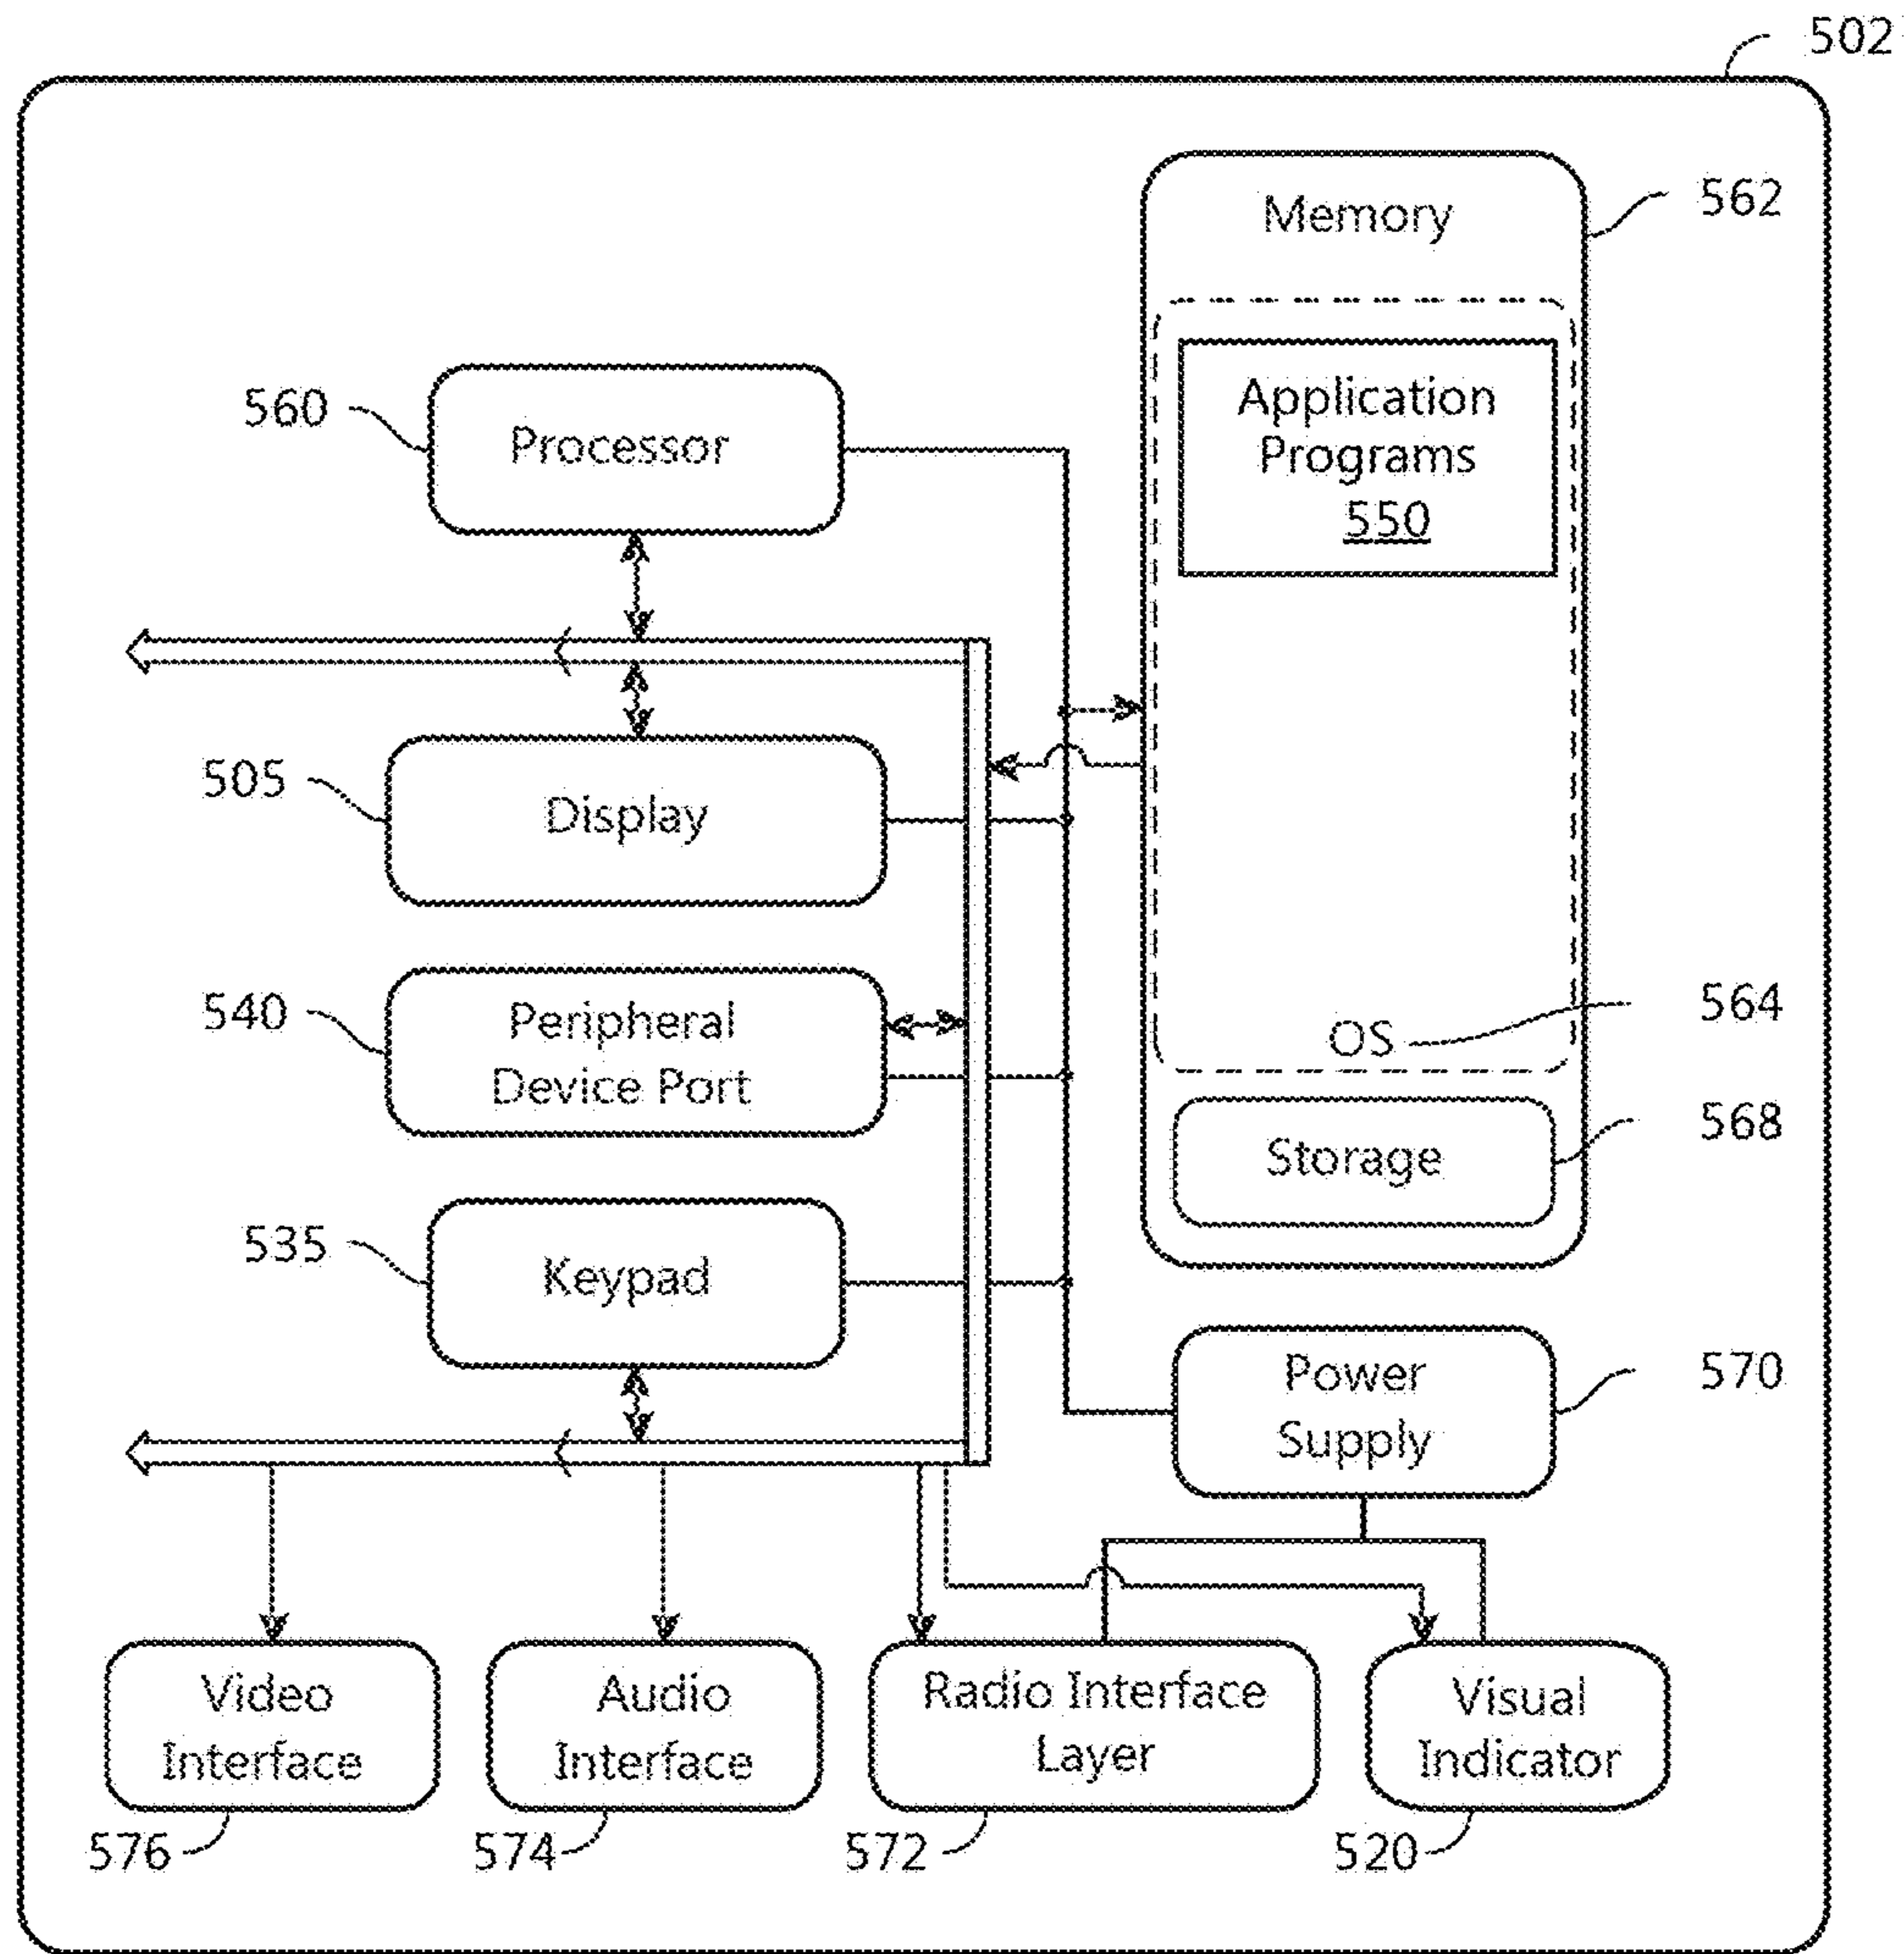 502
Memory
562
Application
Programs
550
560
Processor
505
Display
540
Peripheral
Device Port
OS
564
Storage
568
535
Keypad
Power
Supply
570
Video
Interface
Audio
Interface
Radio Interface
Layer
Visual
Indicator
576
574
572
520